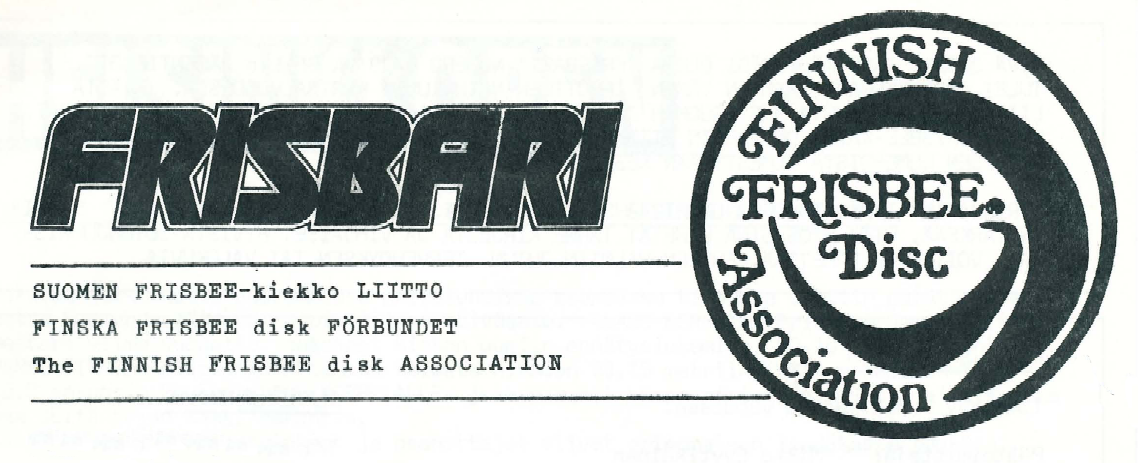 FRISBARI
SUOMEN FRISBEE-kiekko LIITTO
FINSKA FRISBEE disk FÖRBUNDET
The FINNISH FRISBEE disk ASSOCIATION
FINNISH
FRISBEE®
Disc
Association